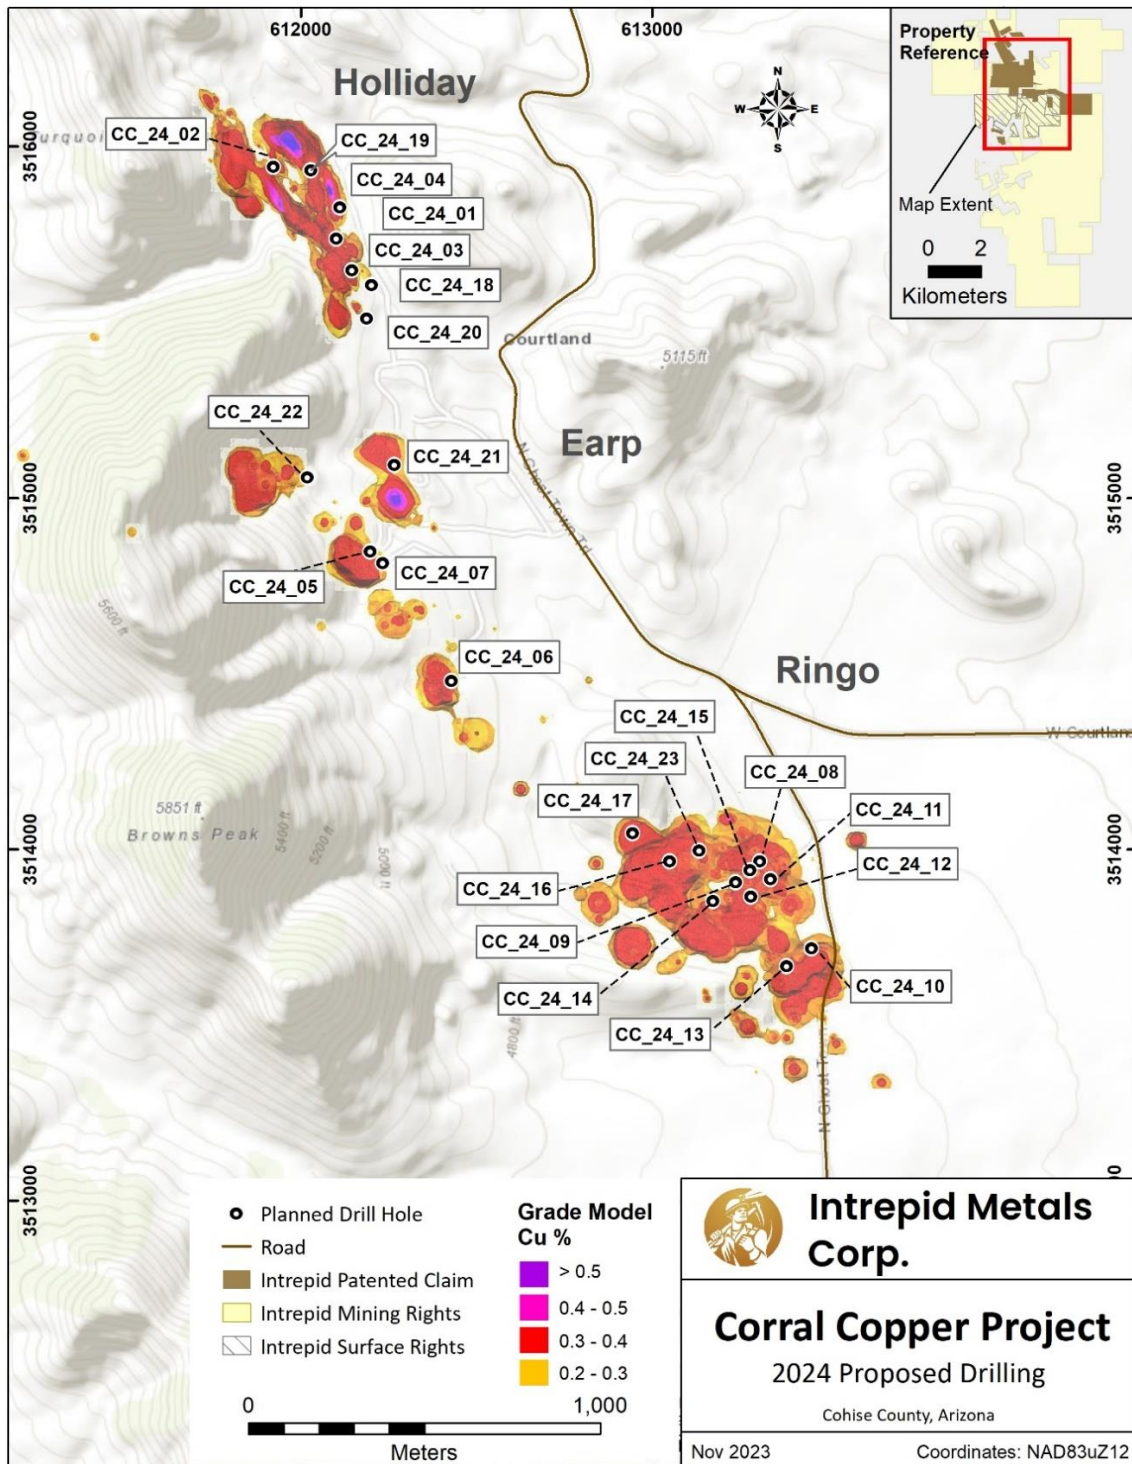 612000
613000
Holliday
Property
Reference
N
W
E
S
Map Extent
0
2
Kilometers
3516000
CC_24_02
CC_24_19
CC_24_04
CC_24_01
CC_24_03
CC_24_18
CC_24_20
Courtland
5115 ft
CC_24_22
Earp
CC_24_21
3515000
3515000
CC_24_05
CC_24_07
5600 ft
CC_24_06
Ringo
CC_24_15
W Courtland
CC_24_23
CC_24_08
CC_24_17
CC_24_11
5851 ft
Browns Peak
5400 ft
5200 ft
5000 ft
3514000
3514000
CC_24_12
CC_24_16
CC_24_09
CC_24_14
CC_24_10
CC_24_13
4800 ft
N Ghost
3513000
Planned Drill Hole
Road
Intrepid Patented Claim
Intrepid Mining Rights
Intrepid Surface Rights
Grade Model
Cu %
> 0.5
0.4 - 0.5
0.3 - 0.4
0.2 - 0.3
0
1,000
Meters
Intrepid Metals
Corp.
Corral Copper Project
2024 Proposed Drilling
Cohise County, Arizona
Nov 2023
Coordinates: NAD83uZ12